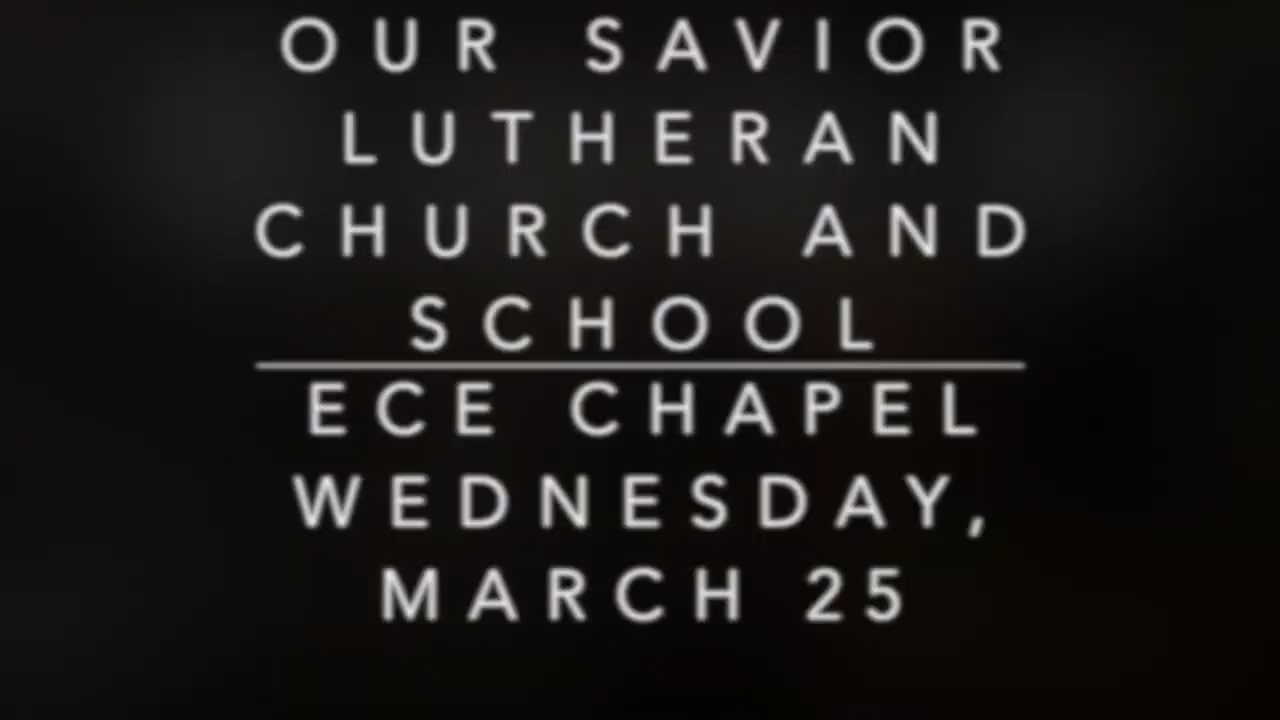 OUR SAVIOR
LUTHERAN
CHURCH AND
SCHOOL
ECE CHAPEL
WEDNESDAY,
MARCH 25